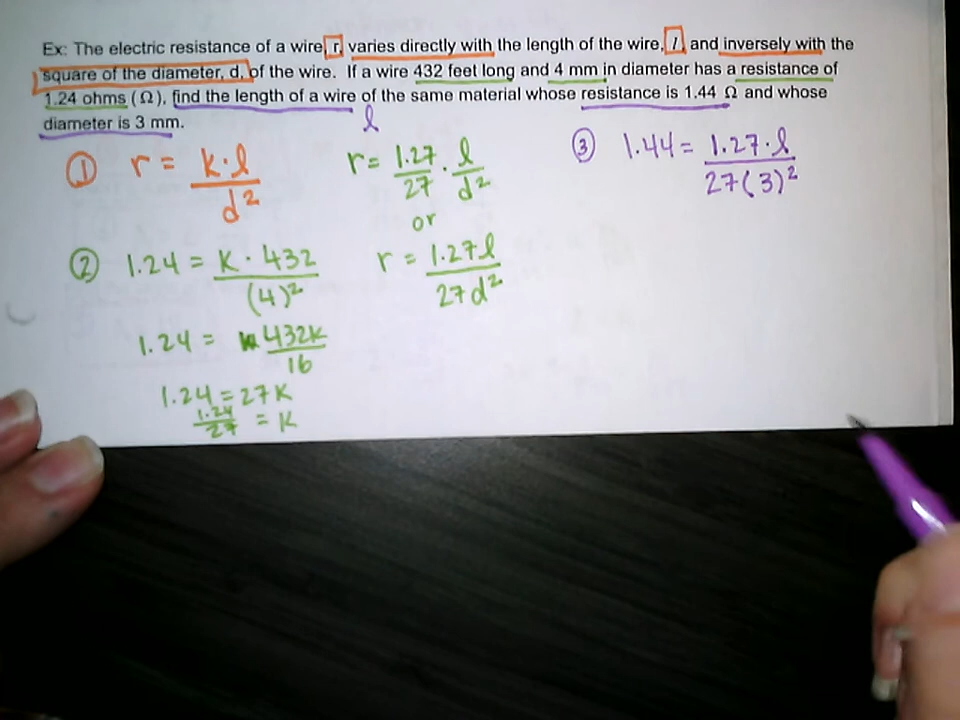 Ex: The electric resistance of a wire, r, varies directly with the length of the wire, l, and inversely with the
square of the diameter, d, of the wire. If a wire 432 feet long and 4 mm in diameter has a resistance of
1.24 ohms (Ω), find the length of a wire of the same material whose resistance is 1.44 Ω and whose
diameter is 3 mm.
l
① r = k·l / d²
r = 1.27/27 · l/d²
or
r = 1.27l / 27d²
② 1.24 = K · 432 / (4)²
1.24 = 432K / 16
1.24 = 27K
1.24/27 = K
③ 1.44 = 1.27·l / 27(3)²